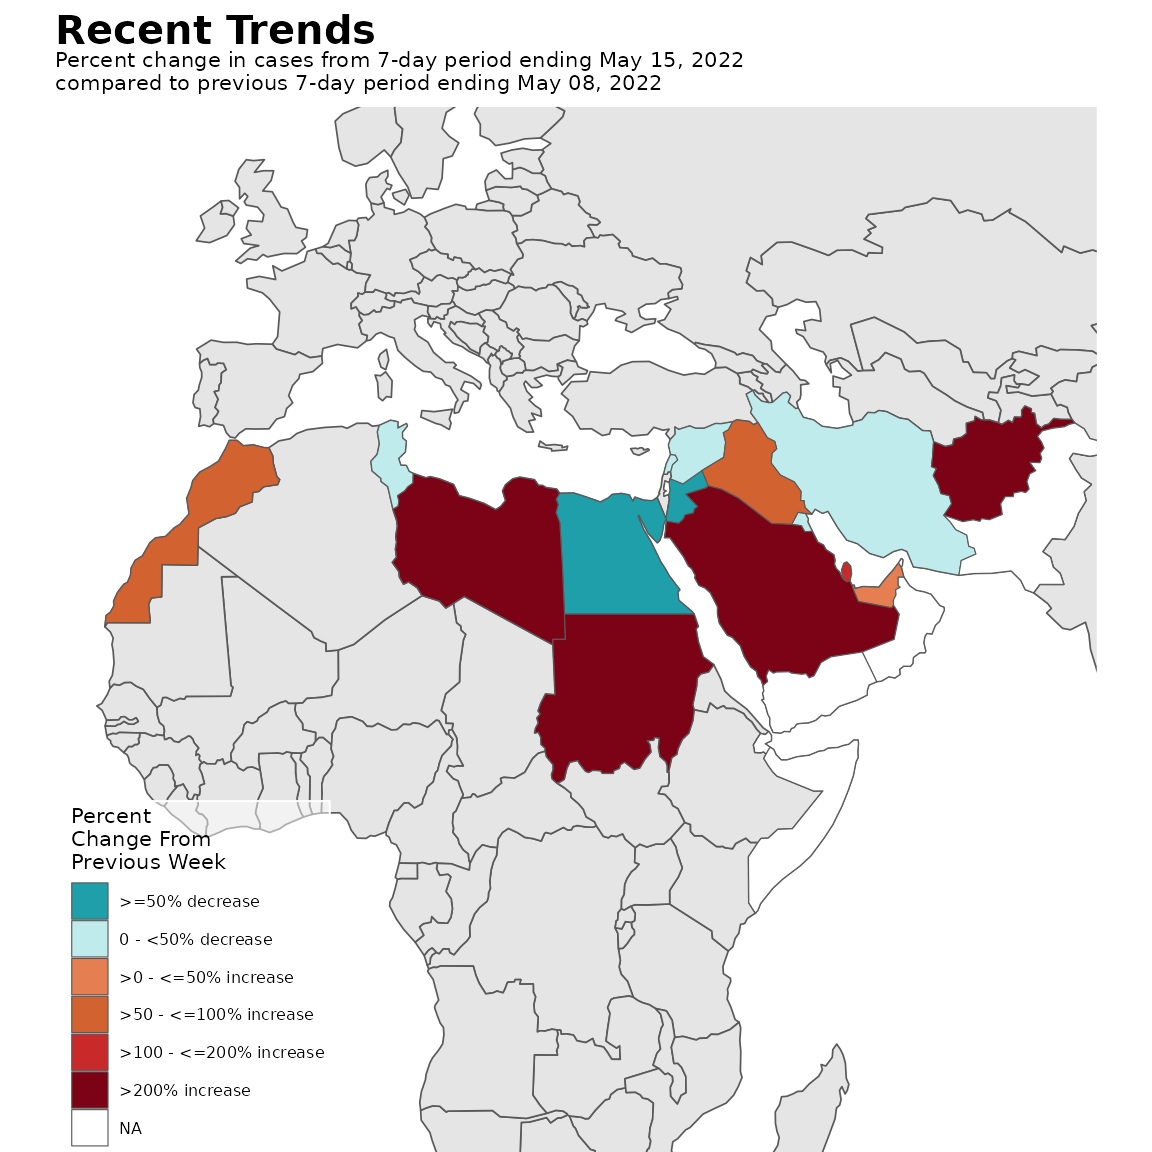 Recent Trends
Percent change in cases from 7-day period ending May 15, 2022
compared to previous 7-day period ending May 08, 2022
Percent
Change From
Previous Week
>=50% decrease
0 - <50% decrease
>0 - <=50% increase
>50 - <=100% increase
>100 - <=200% increase
>200% increase
NA